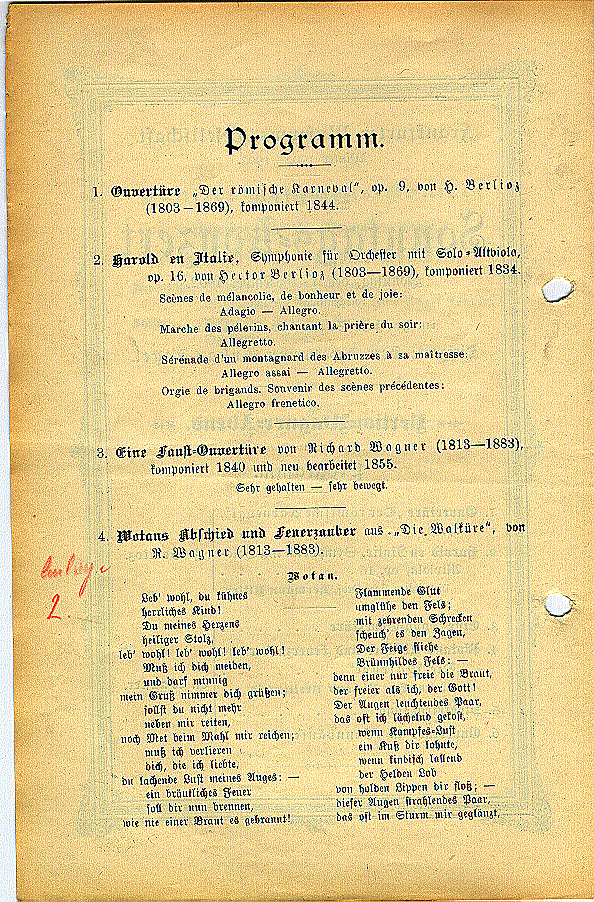 Programm.
1. Ouvertüre „Der römische Karneval“, op. 9, von H. Berlioz
(1803–1869), komponiert 1844.
2. Harold en Italie, Symphonie für Orchester mit Solo-Altviola,
op. 16, von Hector Berlioz (1803—1869), komponiert 1834.
Scènes de mélancolie, de bonheur et de joie:
Adagio — Allegro.
Marche des pélerins, chantant la prière du soir:
Allegretto.
Sérénade d'un montagnard des Abruzzes à sa maîtresse:
Allegro assai — Allegretto.
Orgie de brigands. Souvenir des scènes précédentes:
Allegro frenetico.
3. Eine Faust-Ouvertüre von Richard Wagner (1813—1883),
komponiert 1840 und neu bearbeitet 1855.
Sehr gehalten — sehr bewegt.
4. Wotans Abschied und Feuerzauber aus „Die Walküre“, von
R. Wagner (1813—1883).
2.
Wotan.
Leb' wohl, du kühnes
herrliches Kind!
Du meines Herzens
heiliger Stolz,
leb' wohl! leb' wohl! leb' wohl!
Muß ich dich meiden,
und darf minnig
mein Gruß nimmer dich grüßen;
sollst du nicht mehr
neben mir reiten,
noch Met beim Mahl mir reichen;
muß ich verlieren
dich, die ich liebte,
du lachende Lust meines Auges: —
ein bräutliches Feuer
soll dir nun brennen,
wie nie einer Braut es gebrannt!
Flammende Glut
umglühe den Fels;
mit zehrenden Schrecken
scheuch' es den Zagen,
Der Feige fliehe
Brünnhildes Fels: —
denn einer nur freie die Braut,
der freier als ich, der Gott!
Der Augen leuchtendes Paar,
das oft ich lächelnd gekost,
wenn Kampfes-Lust
ein Kuß dir lohnte,
wenn kindisch lallend
der Helden Lob
von holden Lippen dir floß; —
dieser Augen strahlendes Paar,
das oft im Sturm mir geglänzt,